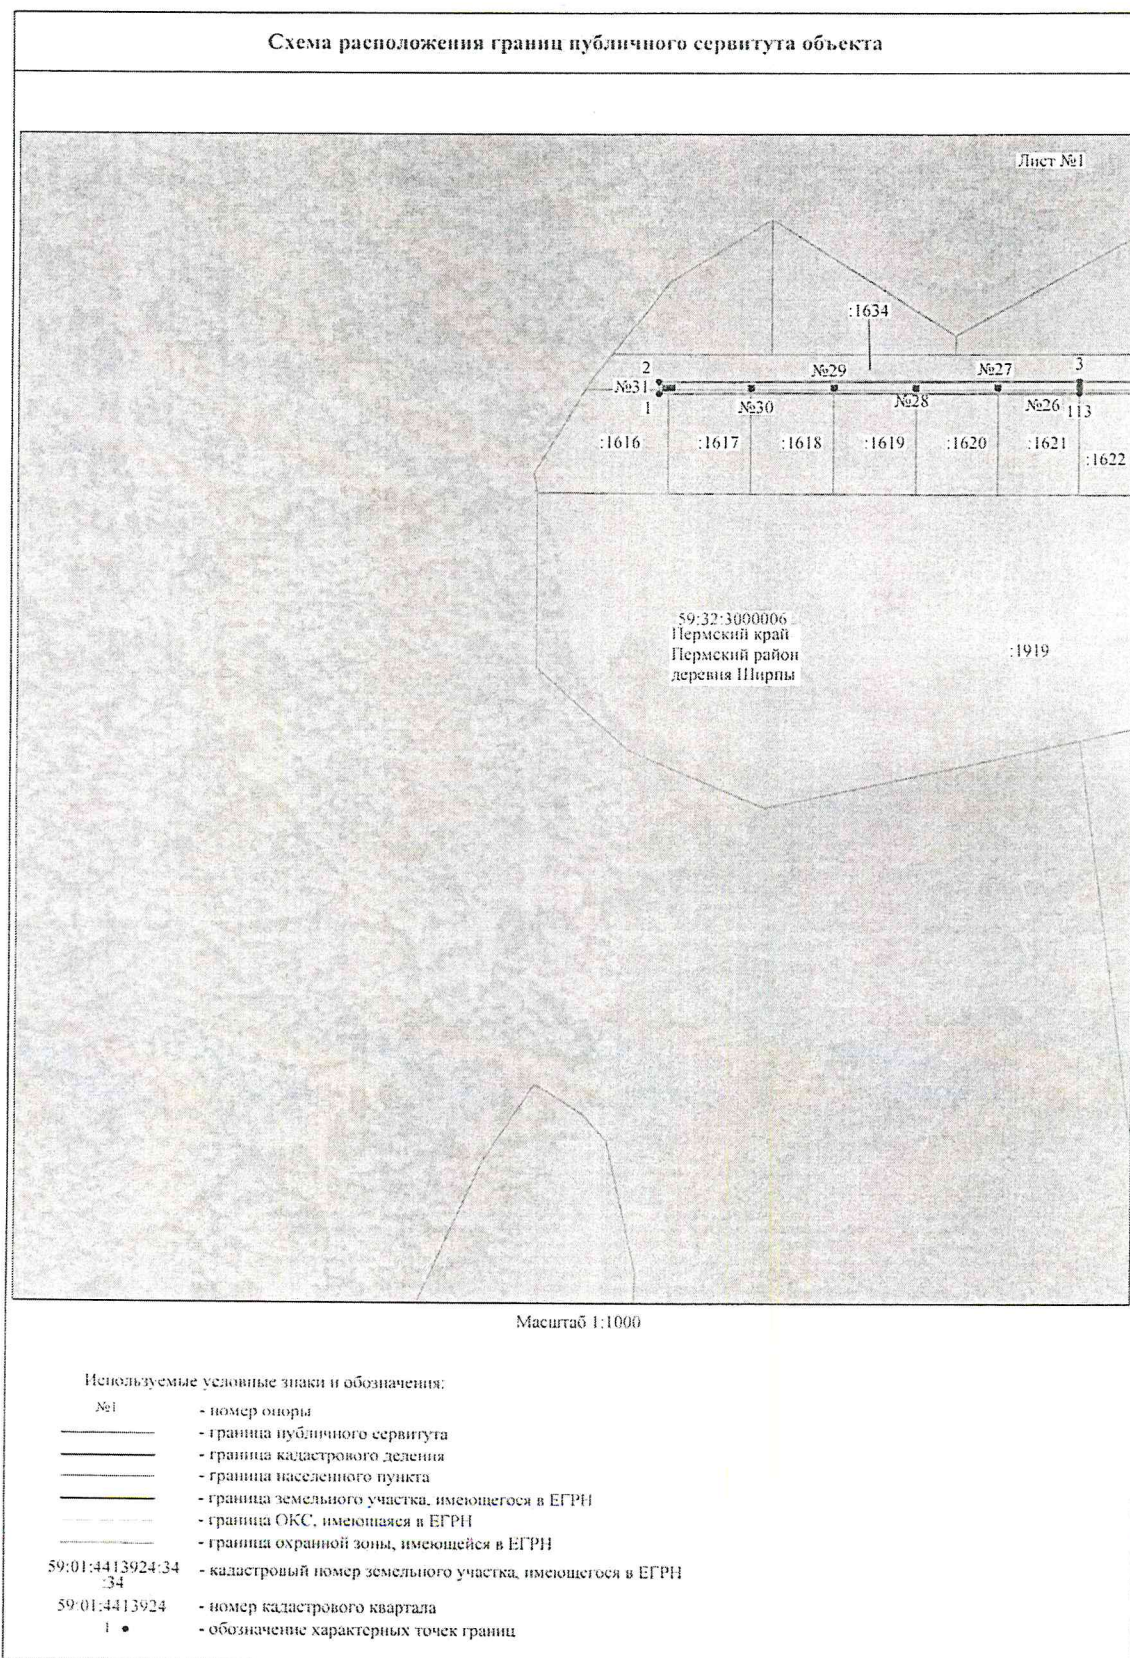 Схема расположения границ публичного сервитута объекта
Лист №1
:1634
2
№29
№27
3
№31
1
№30
№28
№26
113
:1616
:1617
:1618
:1619
:1620
:1621
:1622
59:32:3000006
Пермский край
Пермский район
деревня Ширпы
:1919
Масштаб 1:1000
Используемые условные знаки и обозначения:
№1 - номер опоры
- граница публичного сервитута
- граница кадастрового деления
- граница населенного пункта
- граница земельного участка, имеющегося в ЕГРН
- граница ОКС, имеющаяся в ЕГРН
- граница охранной зоны, имеющейся в ЕГРН
59:01:4413924:34 - кадастровый номер земельного участка, имеющегося в ЕГРН
:34
59:01:4413924 - номер кадастрового квартала
1 - обозначение характерных точек границ